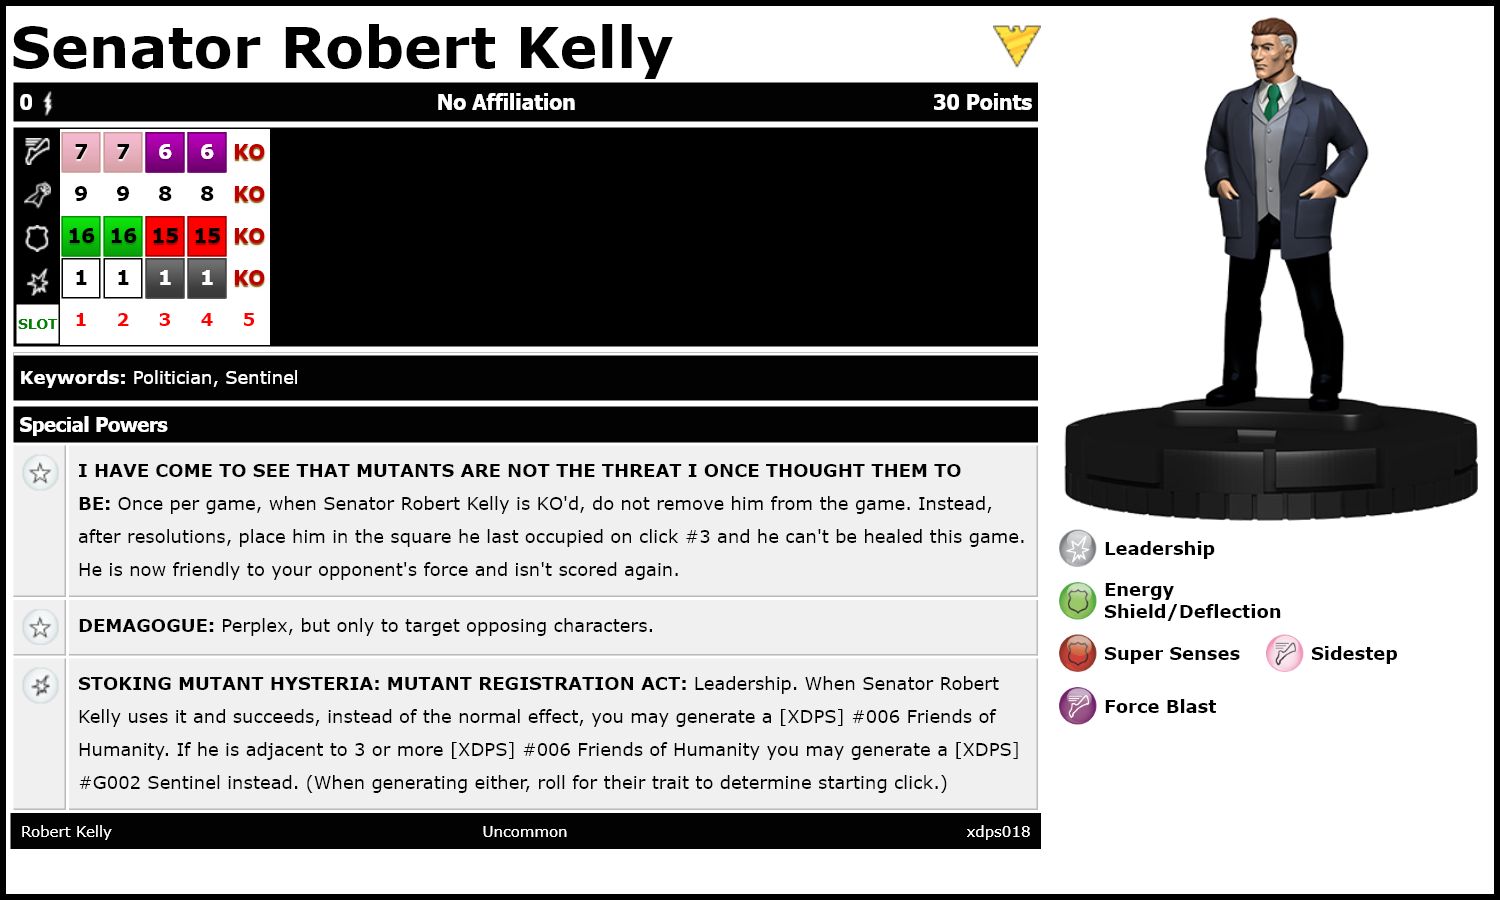 Senator Robert Kelly
0 No Affiliation 30 Points
7 7 6 6 KO
9 9 8 8 KO
16 16 15 15 KO
1 1 1 1 KO
SLOT 1 2 3 4 5
Keywords: Politician, Sentinel
Special Powers
I HAVE COME TO SEE THAT MUTANTS ARE NOT THE THREAT I ONCE THOUGHT THEM TO
BE: Once per game, when Senator Robert Kelly is KO'd, do not remove him from the game. Instead,
after resolutions, place him in the square he last occupied on click #3 and he can't be healed this game.
He is now friendly to your opponent's force and isn't scored again.
DEMAGOGUE: Perplex, but only to target opposing characters.
STOKING MUTANT HYSTERIA: MUTANT REGISTRATION ACT: Leadership. When Senator Robert
Kelly uses it and succeeds, instead of the normal effect, you may generate a [XDPS] #006 Friends of
Humanity. If he is adjacent to 3 or more [XDPS] #006 Friends of Humanity you may generate a [XDPS]
#G002 Sentinel instead. (When generating either, roll for their trait to determine starting click.)
Robert Kelly Uncommon xdps018
Leadership
Energy
Shield/Deflection
Super Senses Sidestep
Force Blast